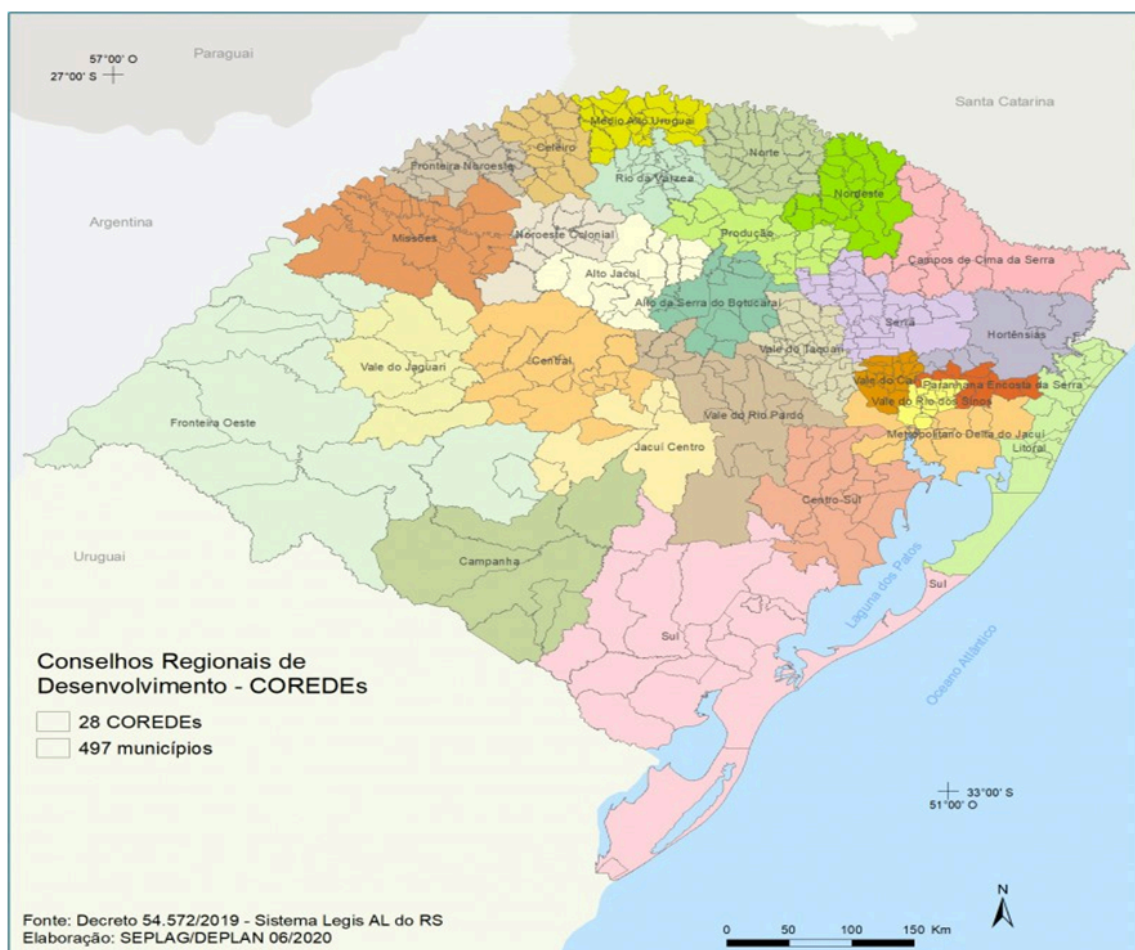 57°00' O
27°00' S
Paraguai
Santa Catarina
Argentina
Uruguai
Médio Alto Uruguai
Celeiro
Norte
Fronteira Noroeste
Rio da Várzea
Nordeste
Missões
Noroeste Colonial
Produção
Campos de Cima da Serra
Alto Jacuí
Alto da Serra do Botucaraí
Serra
Hortênsias
Vale do Taquari
Central
Vale do Jaguari
Vale do Caí
Paranhana Encosta da Serra
Vale do Rio dos Sinos
Vale do Rio Pardo
Fronteira Oeste
Metropolitano Delta do Jacuí
Jacuí Centro
Litoral
Centro-Sul
Campanha
Sul
Sul
Laguna dos Patos
Oceano Atlântico
Conselhos Regionais de
Desenvolvimento - COREDEs
28 COREDEs
497 municípios
33°00' S
51°00' O
N
Fonte: Decreto 54.572/2019 - Sistema Legis AL do RS
Elaboração: SEPLAG/DEPLAN 06/2020
0 50 100 150 Km